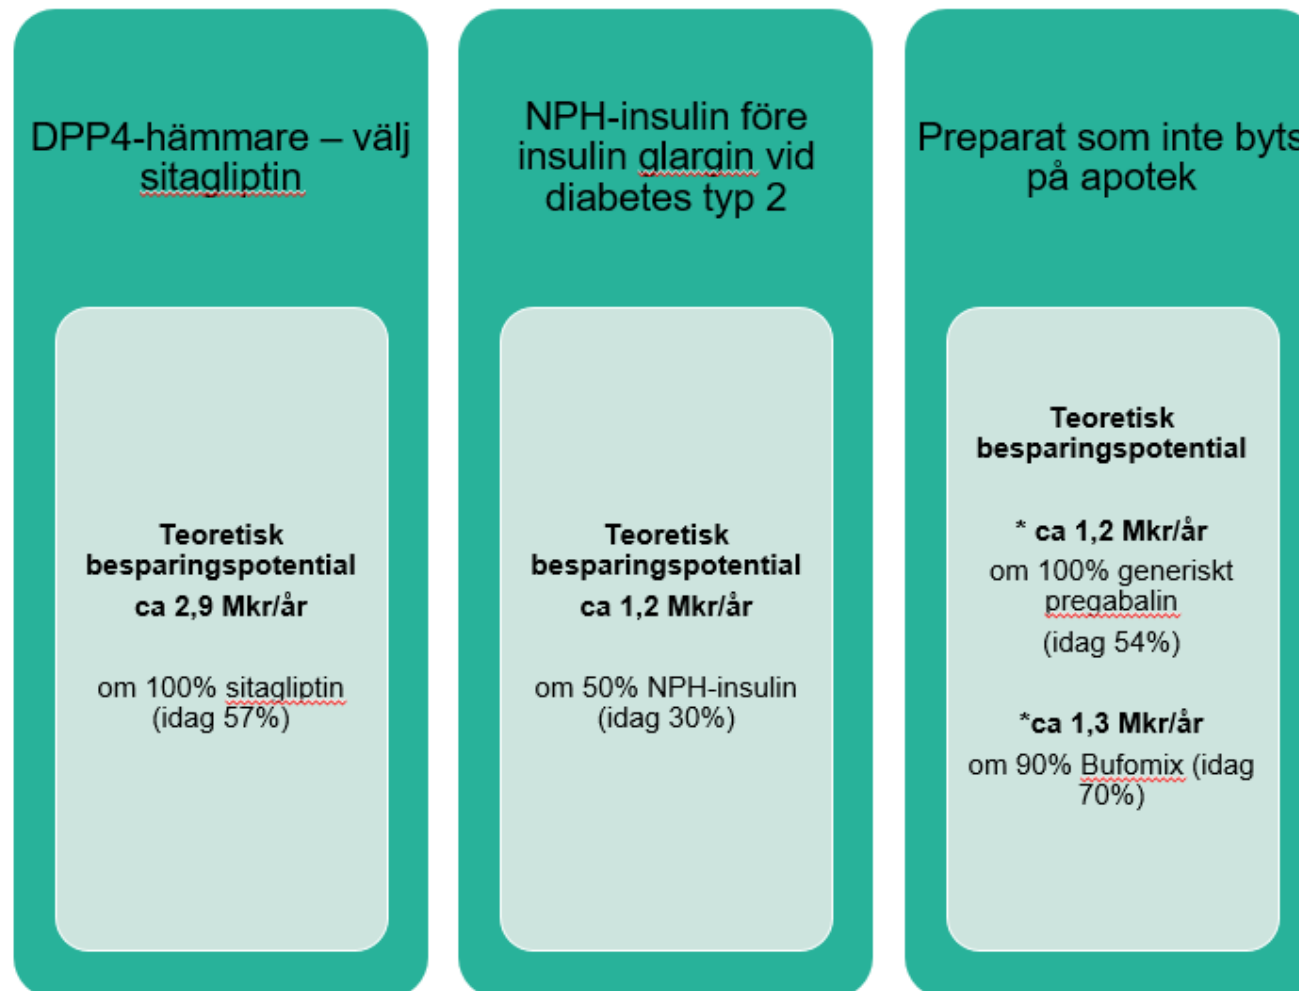 DPP4-hämmare – välj
sitagliptin
Teoretisk
besparingspotential
ca 2,9 Mkr/år
om 100% sitagliptin
(idag 57%)
NPH-insulin före
insulin glargin vid
diabetes typ 2
Teoretisk
besparingspotential
ca 1,2 Mkr/år
om 50% NPH-insulin
(idag 30%)
Preparat som inte byts
på apotek
Teoretisk
besparingspotential
* ca 1,2 Mkr/år
om 100% generiskt
pregabalin
(idag 54%)
*ca 1,3 Mkr/år
om 90% Bufomix (idag
70%)